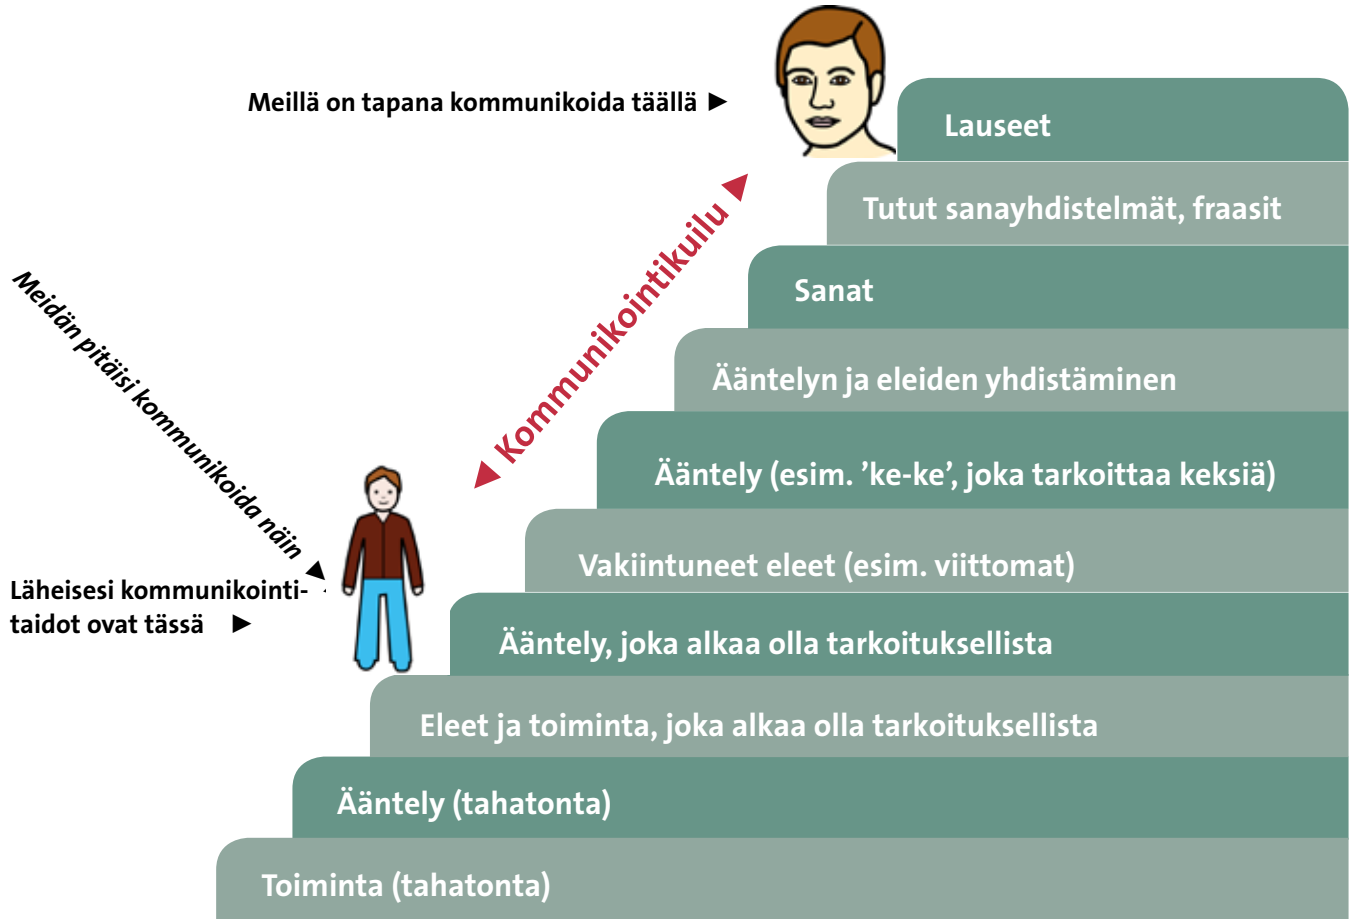 Meillä on tapana kommunikoida täällä ►
Lauseet
Tutut sanayhdistelmät, fraasit
Kommunikointikuilu
Sanat
Meidän pitäisi kommunikoida näin
Ääntelyn ja eleiden yhdistäminen
Ääntely (esim. ’ke-ke’, joka tarkoittaa keksiä)
Vakiintuneet eleet (esim. viittomat)
Läheisesi kommunikointi-
taidot ovat tässä ►
Ääntely, joka alkaa olla tarkoituksellista
Eleet ja toiminta, joka alkaa olla tarkoituksellista
Ääntely (tahatonta)
Toiminta (tahatonta)